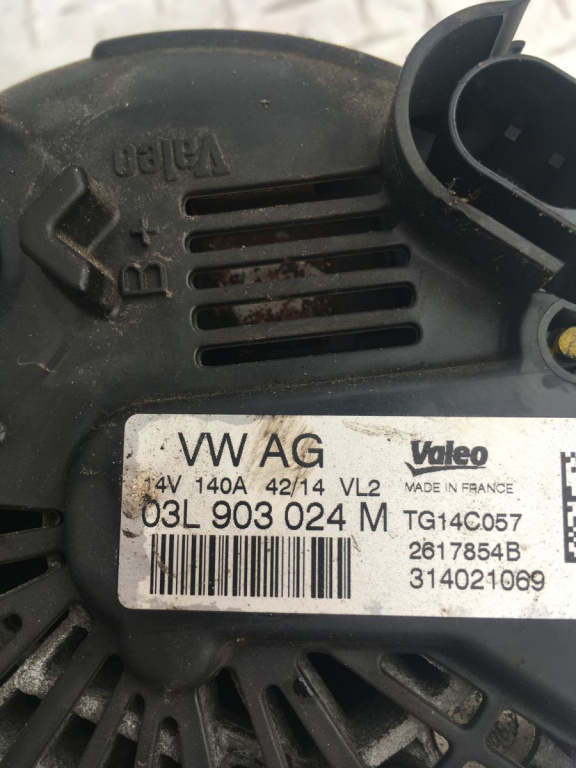 Valeo
B+
VW AG
14V 140A 42/14 VL2
03L 903 024 M
Valeo
MADE IN FRANCE
TG14C057
2617854B
314021069